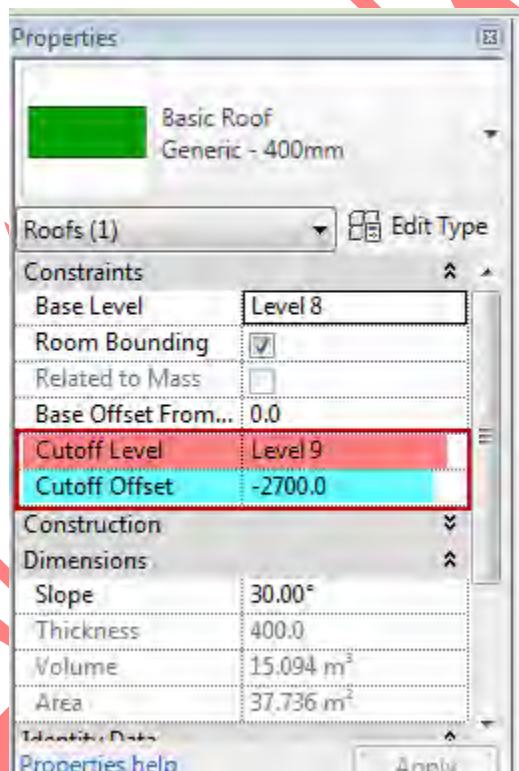 Properties
Basic Roof
Generic - 400mm
Roofs (1) Edit Type
Constraints
Base Level Level 8
Room Bounding
Related to Mass
Base Offset From... 0.0
Cutoff Level Level 9
Cutoff Offset -2700.0
Construction
Dimensions
Slope 30.00°
Thickness 400.0
Volume 15.094 m³
Area 37.736 m²
Identity Data
Properties help Apply